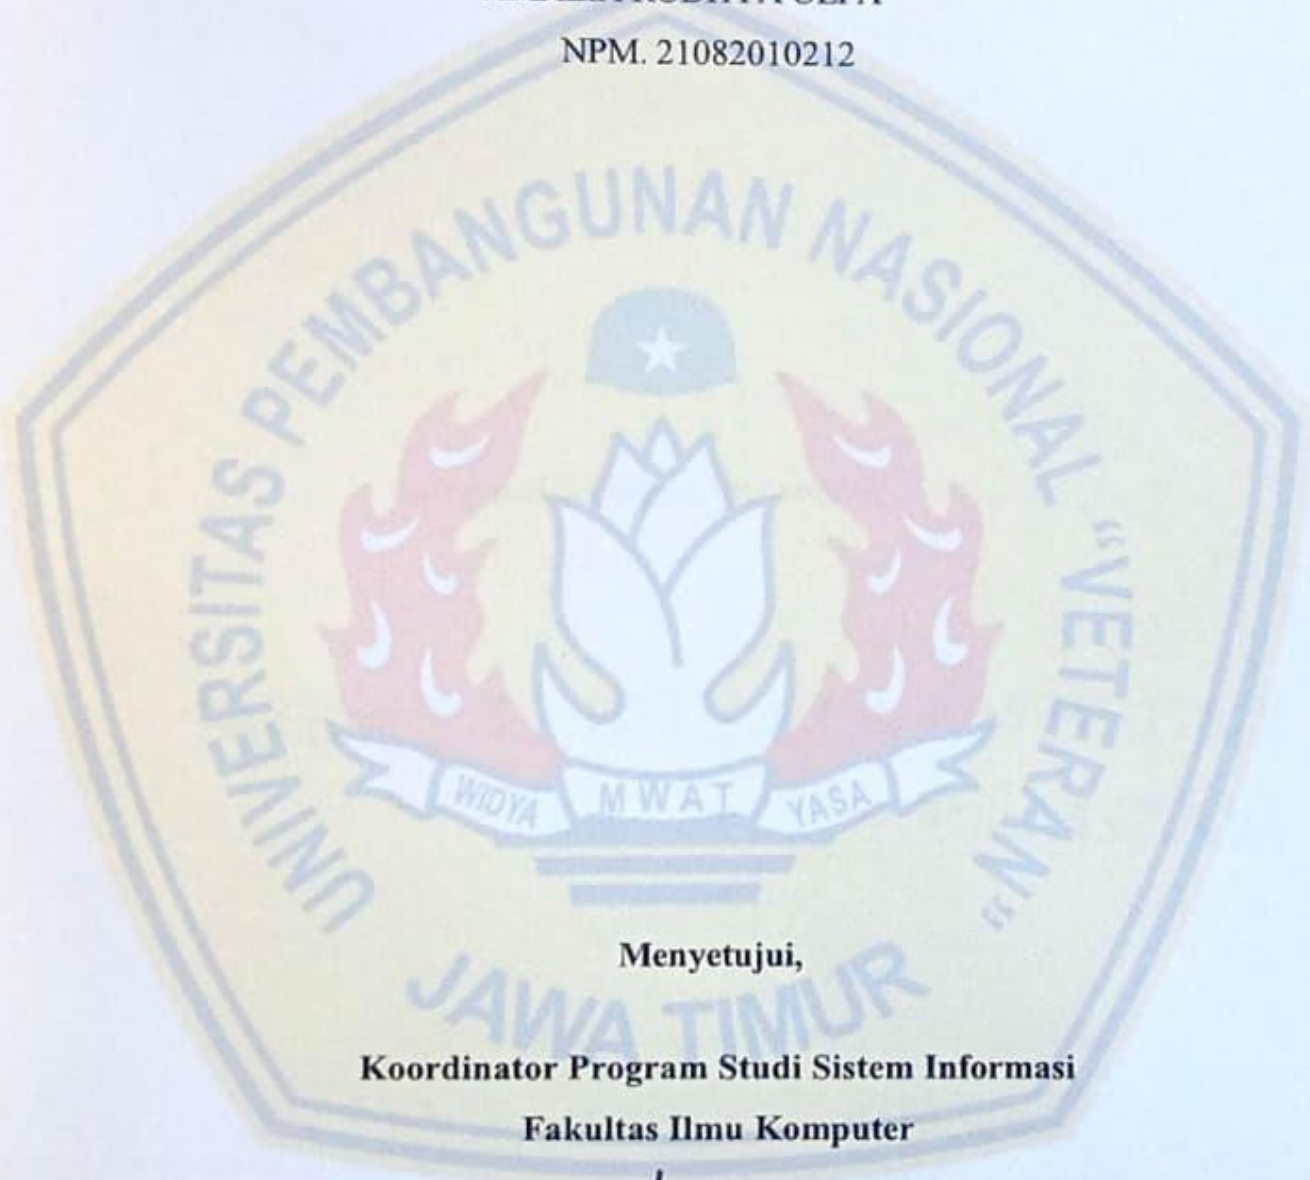 NPM. 21082010212
UNIVERSITAS PEMBANGUNAN NASIONAL “VETERAN”
JAWA TIMUR
WIDYA MWAT YASA
Menyetujui,
Koordinator Program Studi Sistem Informasi
Fakultas Ilmu Komputer